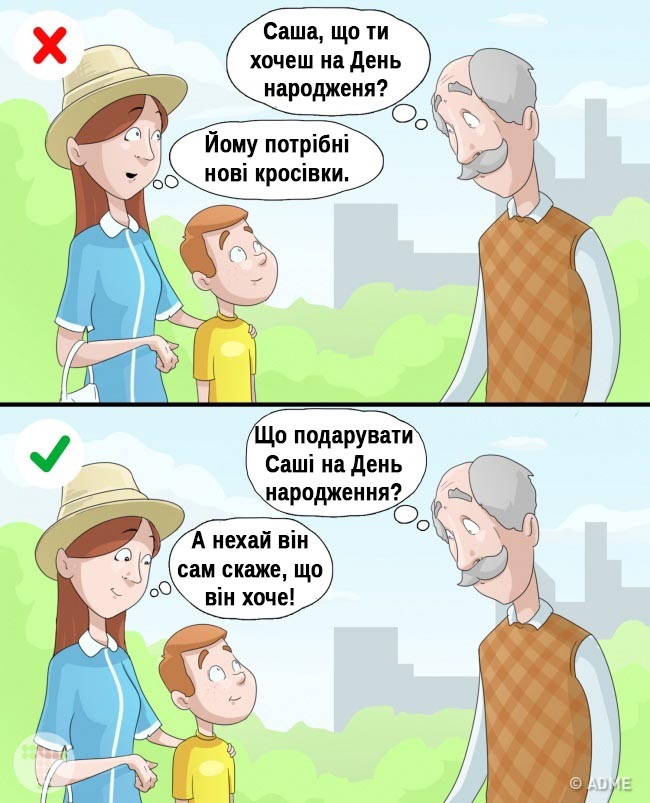 Саша, що ти
хочеш на День
народженя?
Йому потрібні
нові кросівки.
Що подарувати
Саші на День
народження?
А нехай він
сам скаже, що
він хоче!
© ADME